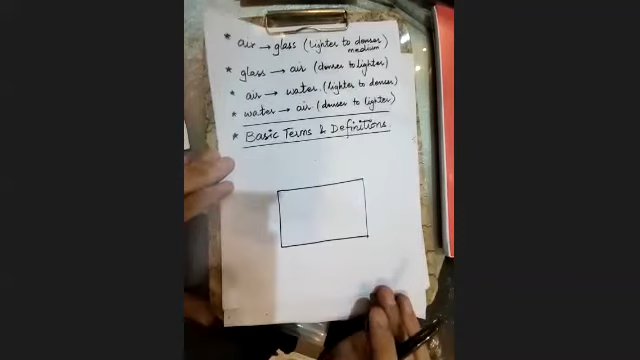 * air → glass (lighter to denser medium)
* glass → air (denser to lighter)
* air → water. (lighter to denser)
* water → air (denser to lighter)
* Basic Terms & Definitions.